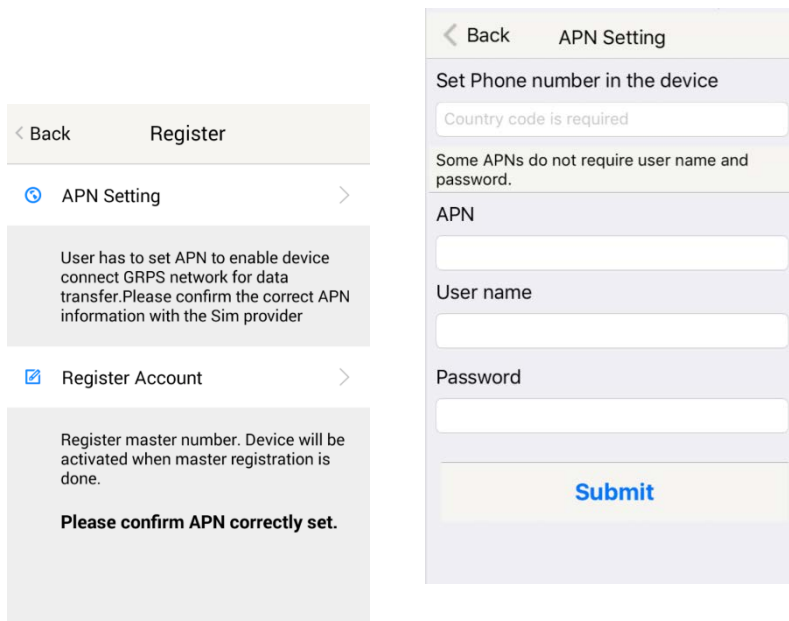 Back
Register
APN Setting
User has to set APN to enable device
connect GRPS network for data
transfer.Please confirm the correct APN
information with the Sim provider
Register Account
Register master number. Device will be
activated when master registration is
done.
Please confirm APN correctly set.
Back
APN Setting
Set Phone number in the device
Country code is required
Some APNs do not require user name and
password.
APN
User name
Password
Submit